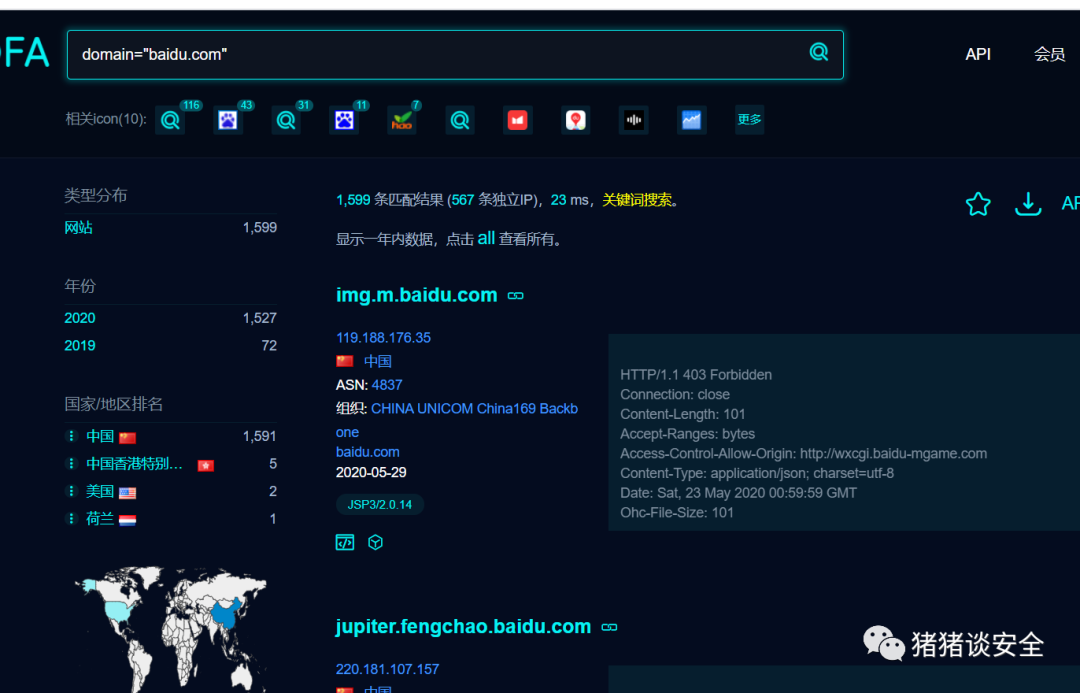 FA
domain="baidu.com"
API
会员
相关icon(10):
116
43
31
11
7
hao
更多
类型分布
网站 1,599
年份
2020 1,527
2019 72
国家/地区排名
中国 1,591
中国香港特别... 5
美国 2
荷兰 1
1,599 条匹配结果 (567 条独立IP)，23 ms，关键词搜索。
显示一年内数据，点击 all 查看所有。
img.m.baidu.com
119.188.176.35
中国
ASN: 4837
组织: CHINA UNICOM China169 Backb
one
baidu.com
2020-05-29
JSP3/2.0.14
HTTP/1.1 403 Forbidden
Connection: close
Content-Length: 101
Accept-Ranges: bytes
Access-Control-Allow-Origin: http://wxcgi.baidu-mgame.com
Content-Type: application/json; charset=utf-8
Date: Sat, 23 May 2020 00:59:59 GMT
Ohc-File-Size: 101
jupiter.fengchao.baidu.com
220.181.107.157
中国
猪猪谈安全